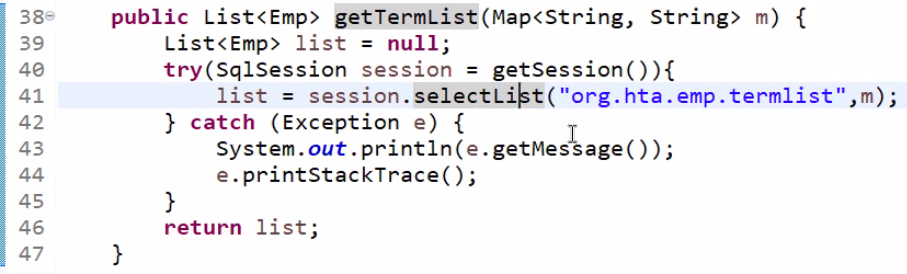 38 public List<Emp> getTermList(Map<String, String> m) {
39 List<Emp> list = null;
40 try(SqlSession session = getSession()){
41 list = session.selectList("org.hta.emp.termlist",m);
42 } catch (Exception e) {
43 System.out.println(e.getMessage());
44 e.printStackTrace();
45 }
46 return list;
47 }